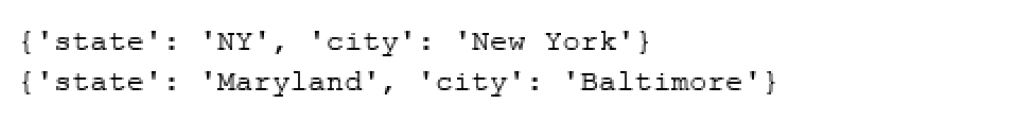 {'state': 'NY', 'city': 'New York'}
{'state': 'Maryland', 'city': 'Baltimore'}